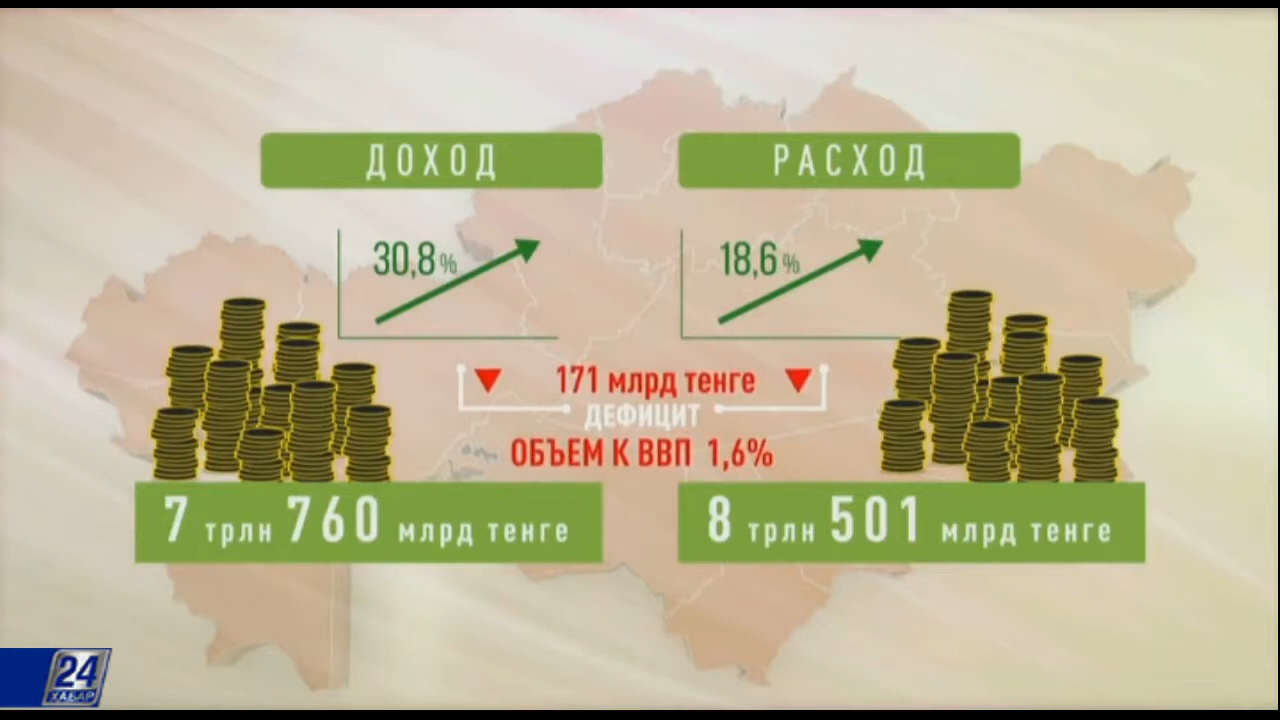 ДОХОД
РАСХОД
30,8%
18,6%
171 млрд тенге
ДЕФИЦИТ
ОБЪЕМ К ВВП 1,6%
7 трлн 760 млрд тенге
8 трлн 501 млрд тенге
24
ХАБАР